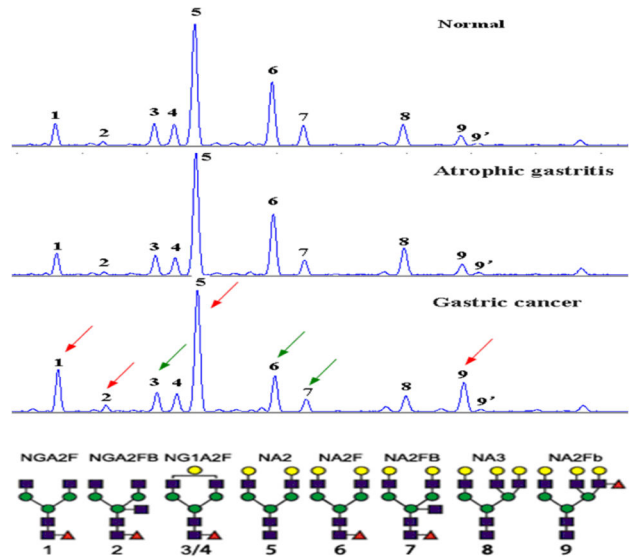 5
Normal
6
1 2 3 4 7 8 9 9’
5
Atrophic gastritis
6
1 2 3 4 7 8 9 9’
5
Gastric cancer
1 2 3 4 6 7 8 9 9’
NGA2F NGA2FB NG1A2F NA2 NA2F NA2FB NA3 NA2Fb
1 2 3/4 5 6 7 8 9